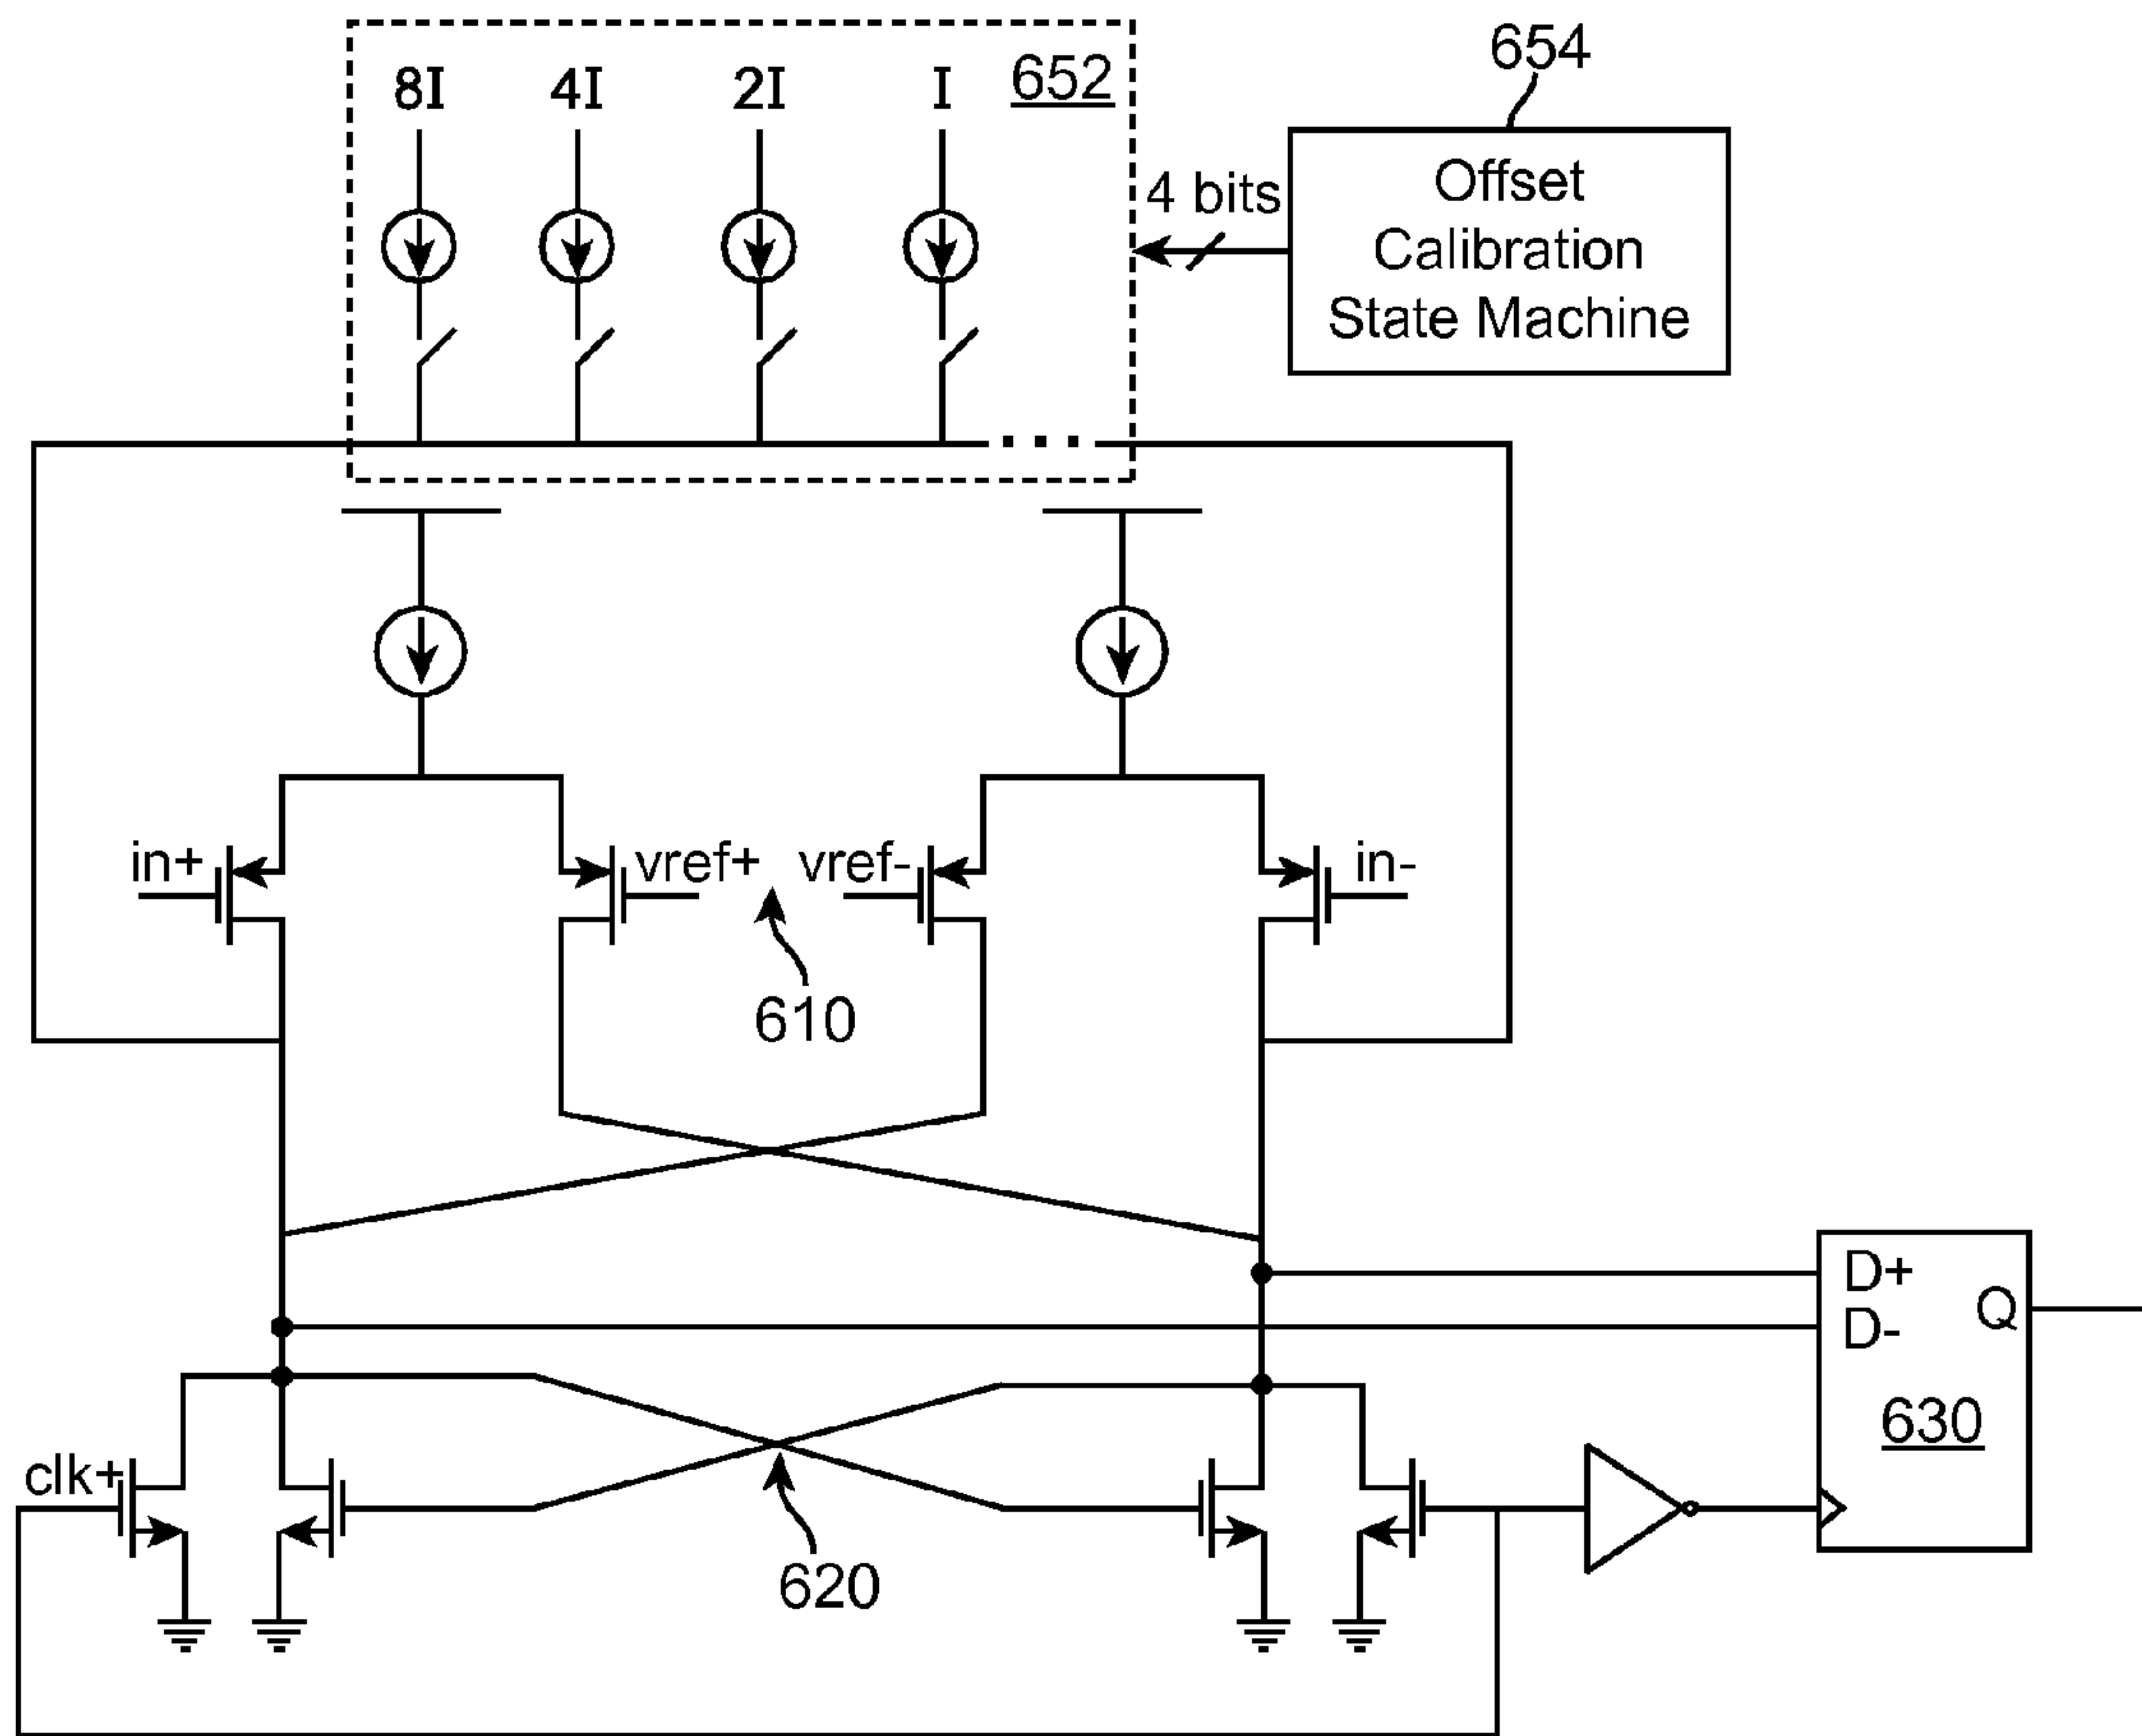 654
8I 4I 2I I 652
4 bits
Offset
Calibration
State Machine
in+ vref+ vref- in-
610
D+
D-
Q
630
clk+
620